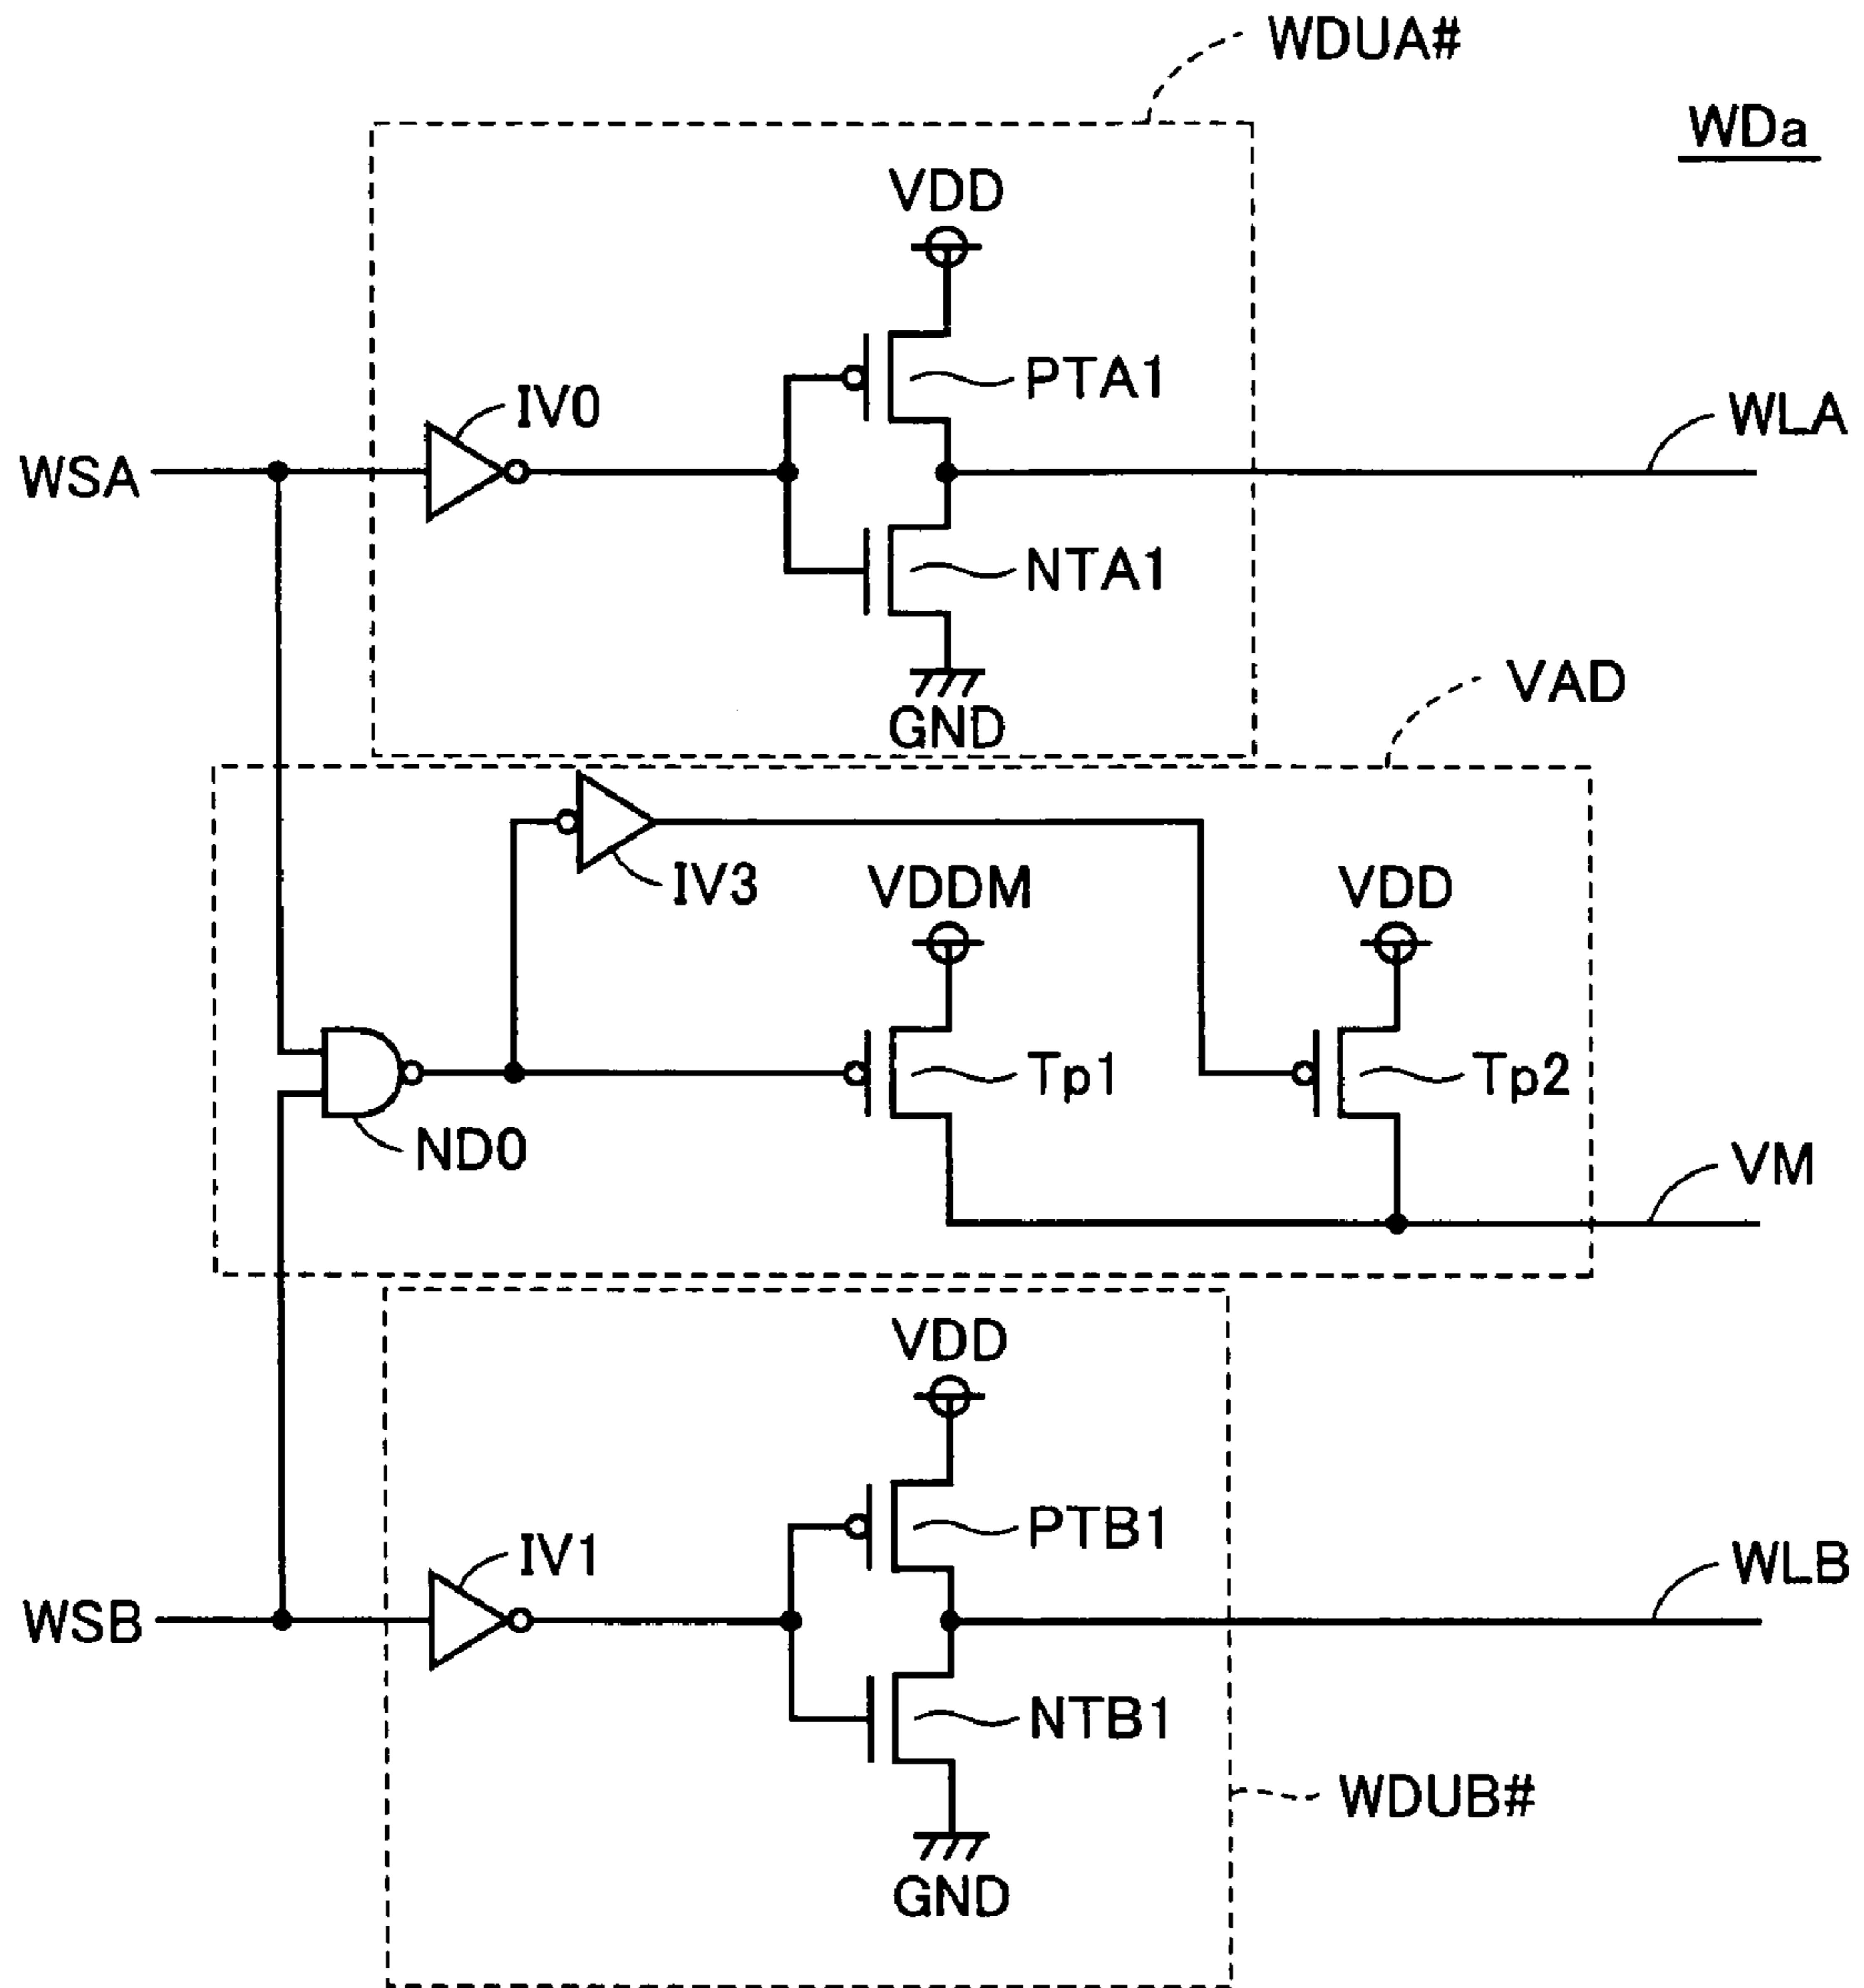 WDUA#
WDa
VDD
PTA1
IV0
WLA
WSA
NTA1
VAD
GND
IV3
VDDM
VDD
Tp1
Tp2
ND0
VM
VDD
PTB1
IV1
WLB
WSB
NTB1
WDUB#
GND